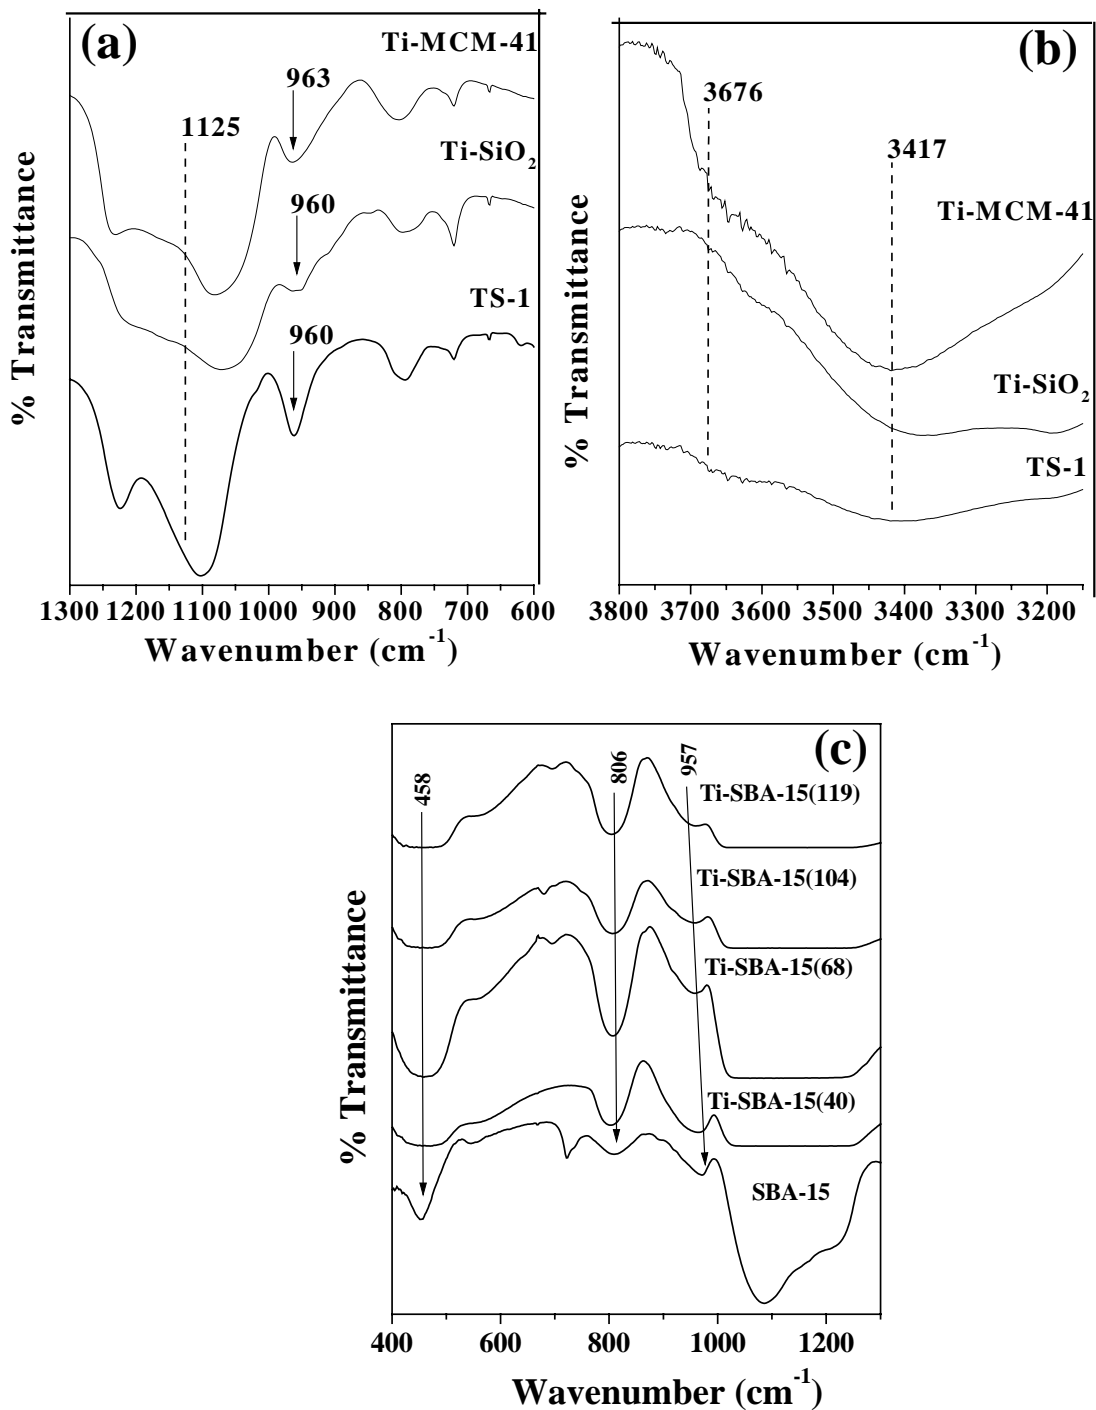 (a)
Ti-MCM-41
963
1125
Ti-SiO2
960
TS-1
960
% Transmittance
1300 1200 1100 1000 900 800 700 600
Wavenumber (cm-1)
(b)
3676
3417
Ti-MCM-41
Ti-SiO2
TS-1
% Transmittance
3800 3700 3600 3500 3400 3300 3200
Wavenumber (cm-1)
(c)
458
806
957
Ti-SBA-15(119)
Ti-SBA-15(104)
Ti-SBA-15(68)
Ti-SBA-15(40)
SBA-15
% Transmittance
400 600 800 1000 1200
Wavenumber (cm-1)